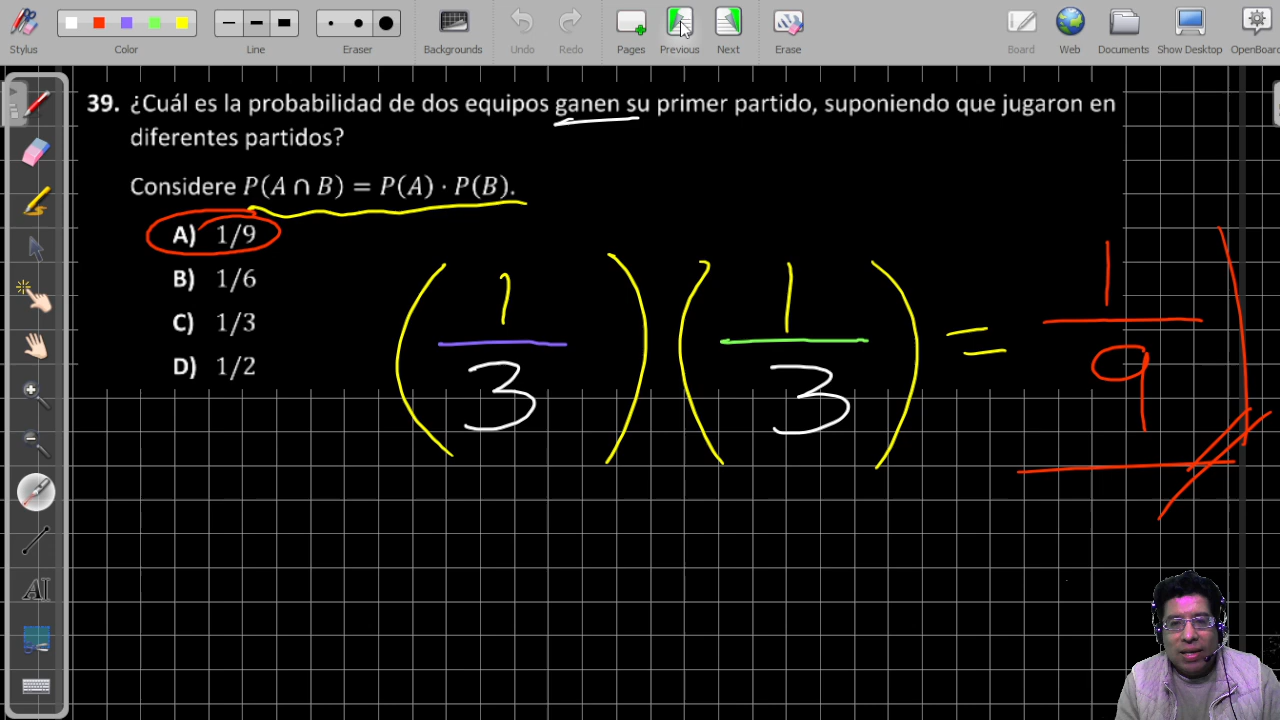 Stylus
Color
Line
Eraser
Backgrounds
Undo
Redo
Pages
Previous
Next
Erase
Board
Web
Documents
Show Desktop
OpenBoard
39. ¿Cuál es la probabilidad de dos equipos ganen su primer partido, suponiendo que jugaron en
diferentes partidos?
Considere P(A ∩ B) = P(A) · P(B).
A) 1/9
B) 1/6
C) 1/3
D) 1/2
(1/3) (1/3) = 1/9
AI